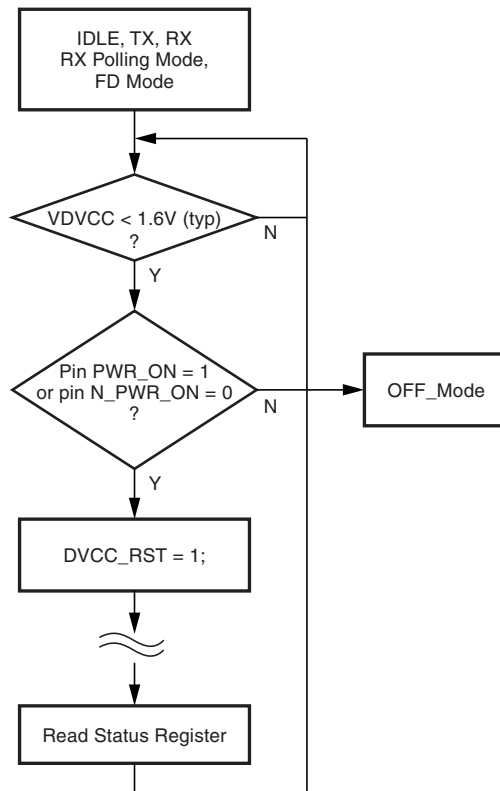 IDLE, TX, RX
RX Polling Mode,
FD Mode
VDVCC < 1.6V (typ)
?
N
Y
Pin PWR_ON = 1
or pin N_PWR_ON = 0
?
N
OFF_Mode
Y
DVCC_RST = 1;
Read Status Register